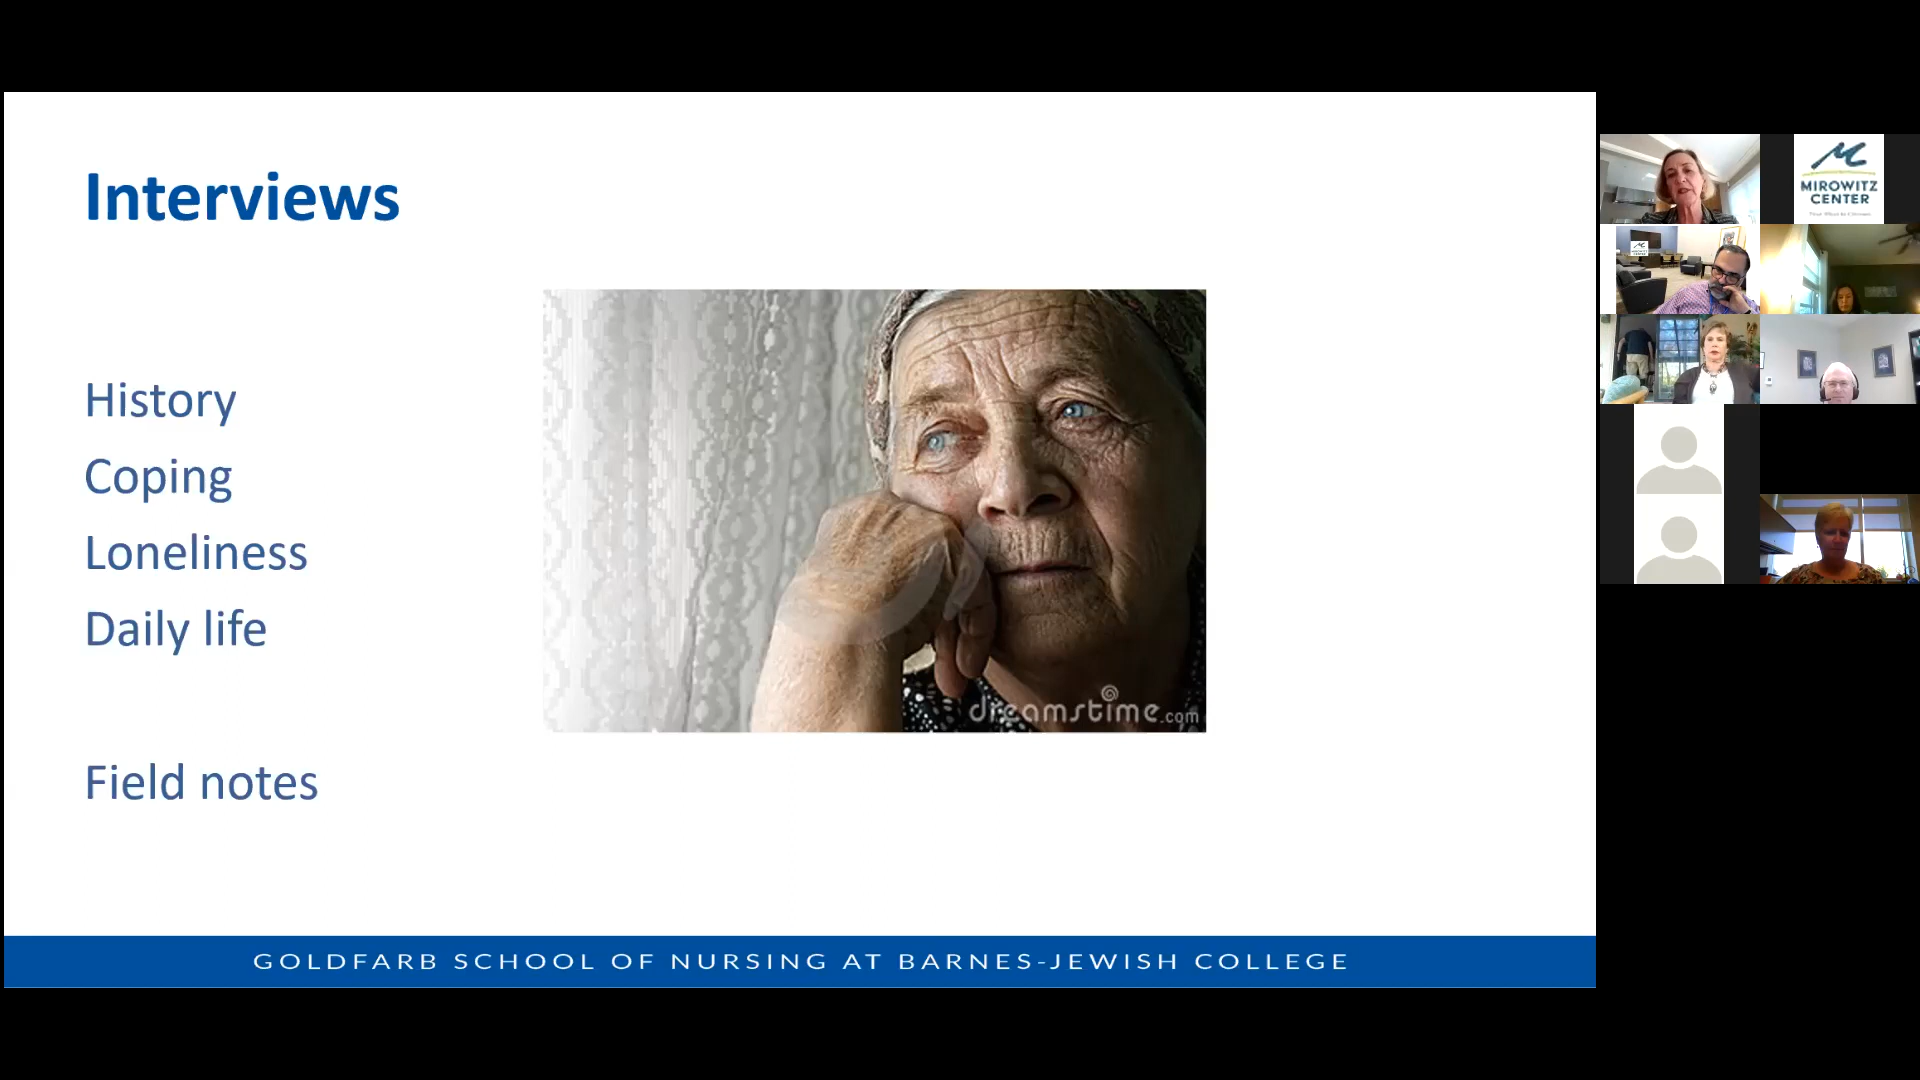 Interviews
History
Coping
Loneliness
Daily life
Field notes
dreamstime.com
GOLDFARB SCHOOL OF NURSING AT BARNES-JEWISH COLLEGE
MIROWITZ
CENTER